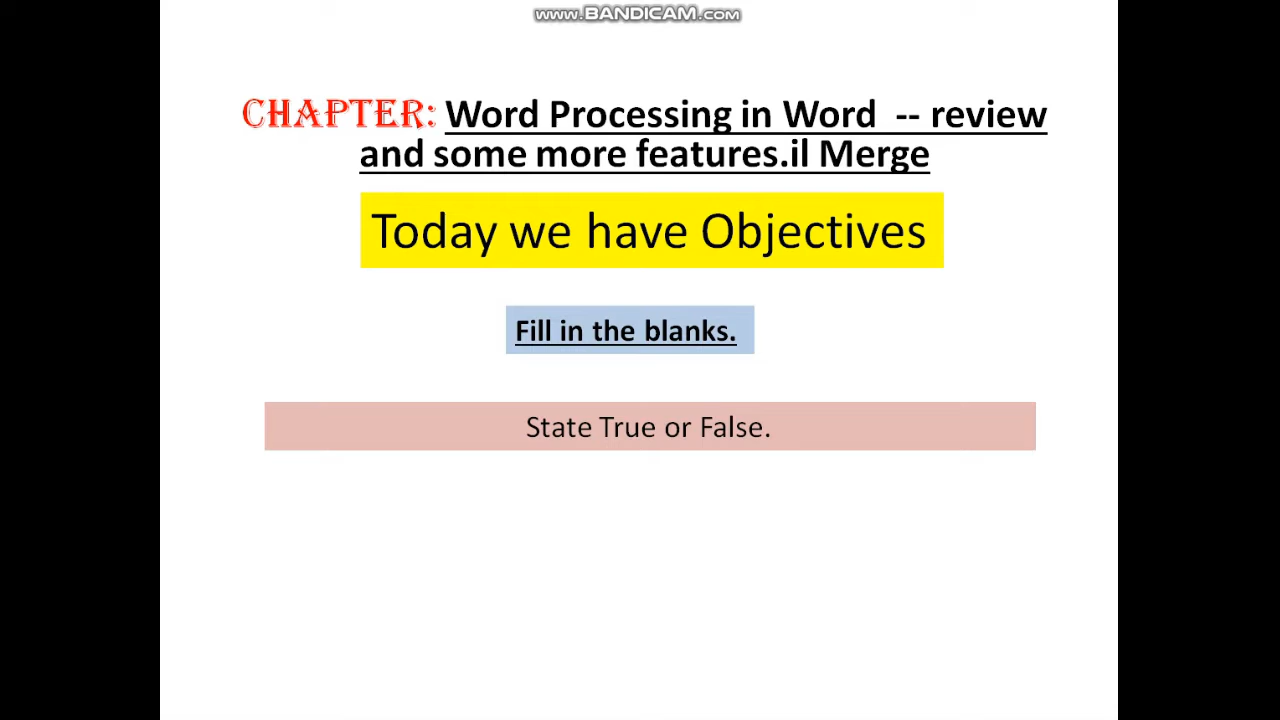 www.BANDICAM.com
CHAPTER: Word Processing in Word -- review
and some more features.il Merge
Today we have Objectives
Fill in the blanks.
State True or False.